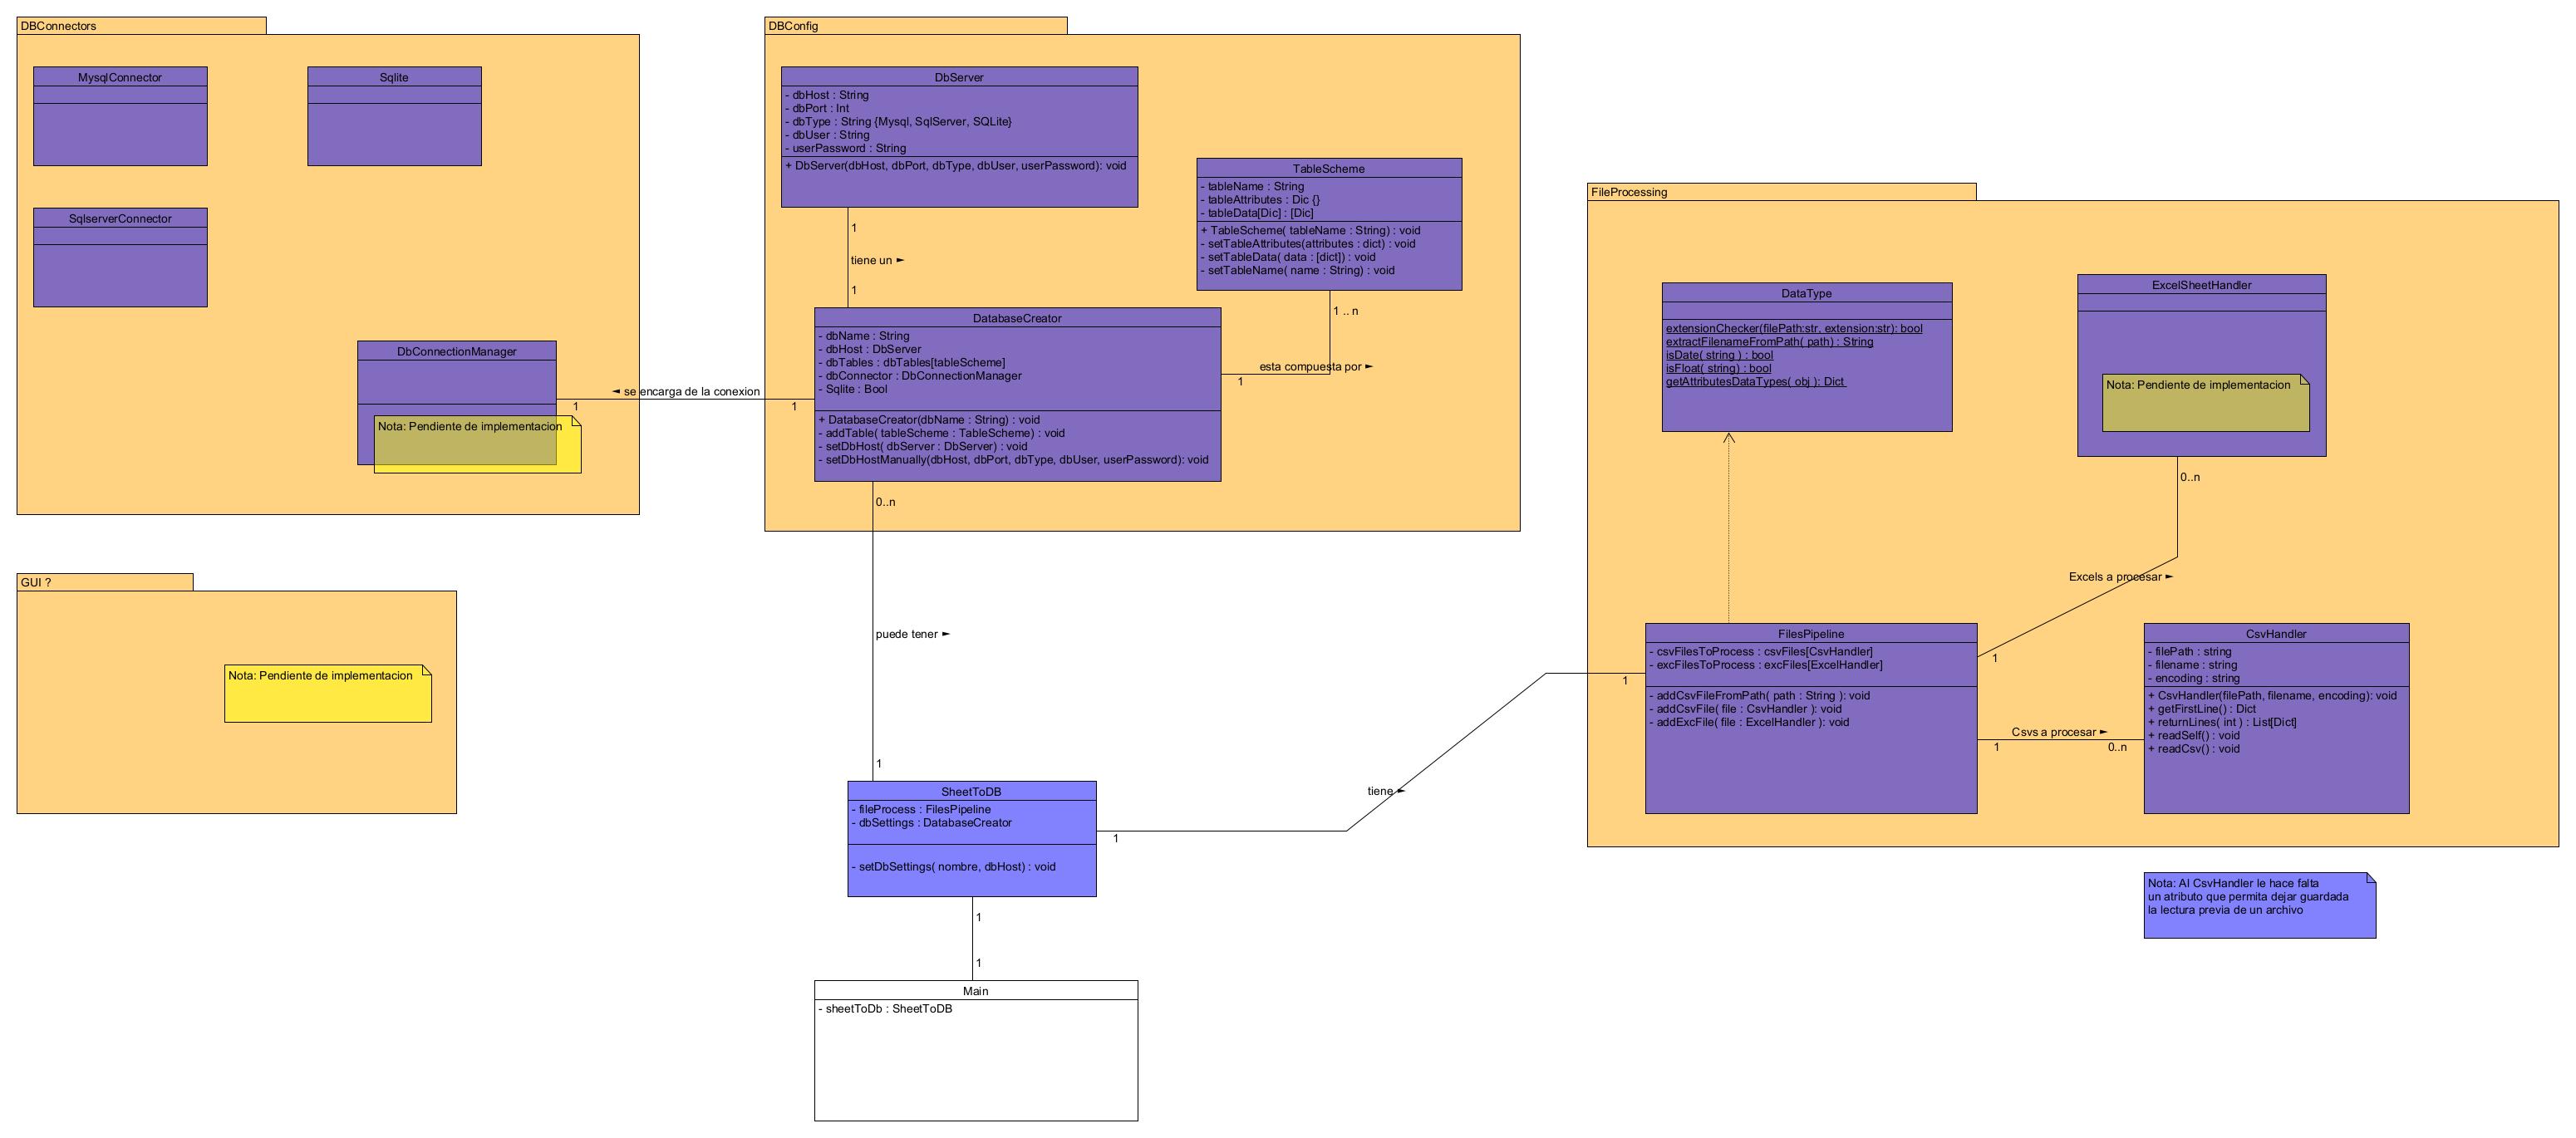 DBConnectors
MysqlConnector
Sqlite
SqlserverConnector
DbConnectionManager
Nota: Pendiente de implementacion
◄ se encarga de la conexion
1
1
DBConfig
DbServer
- dbHost : String
- dbPort : Int
- dbType : String {Mysql, SqlServer, SQLite}
- dbUser : String
- userPassword : String
+ DbServer(dbHost, dbPort, dbType, dbUser, userPassword): void
1
tiene un ►
1
TableScheme
- tableName : String
- tableAttributes : Dic {}
- tableData[Dic] : [Dic]
+ TableScheme( tableName : String) : void
- setTableAttributes(attributes : dict) : void
- setTableData( data : [dict]) : void
- setTableName( name : String) : void
1 .. n
esta compuesta por ►
1
DatabaseCreator
- dbName : String
- dbHost : DbServer
- dbTables : dbTables[tableScheme]
- dbConnector : DbConnectionManager
- Sqlite : Bool
+ DatabaseCreator(dbName : String) : void
- addTable( tableScheme : TableScheme) : void
- setDbHost( dbServer : DbServer) : void
- setDbHostManually(dbHost, dbPort, dbType, dbUser, userPassword): void
0..n
puede tener ►
1
FileProcessing
DataType
extensionChecker(filePath:str, extension:str): bool
extractFilenameFromPath( path) : String
isDate( string ) : bool
isFloat( string) : bool
getAttributesDataTypes( obj ): Dict
ExcelSheetHandler
Nota: Pendiente de implementacion
0..n
Excels a procesar ►
1
FilesPipeline
- csvFilesToProcess : csvFiles[CsvHandler]
- excFilesToProcess : excFiles[ExcelHandler]
- addCsvFileFromPath( path : String ): void
- addCsvFile( file : CsvHandler ): void
- addExcFile( file : ExcelHandler ): void
Csvs a procesar ►
1
0..n
CsvHandler
- filePath : string
- filename : string
- encoding : string
+ CsvHandler(filePath, filename, encoding): void
+ getFirstLine() : Dict
+ returnLines( int ) : List[Dict]
+ readSelf() : void
+ readCsv() : void
GUI ?
Nota: Pendiente de implementacion
1
tiene ►
1
SheetToDB
- fileProcess : FilesPipeline
- dbSettings : DatabaseCreator
- setDbSettings( nombre, dbHost) : void
1
1
Main
- sheetToDb : SheetToDB
Nota: Al CsvHandler le hace falta
un atributo que permita dejar guardada
la lectura previa de un archivo